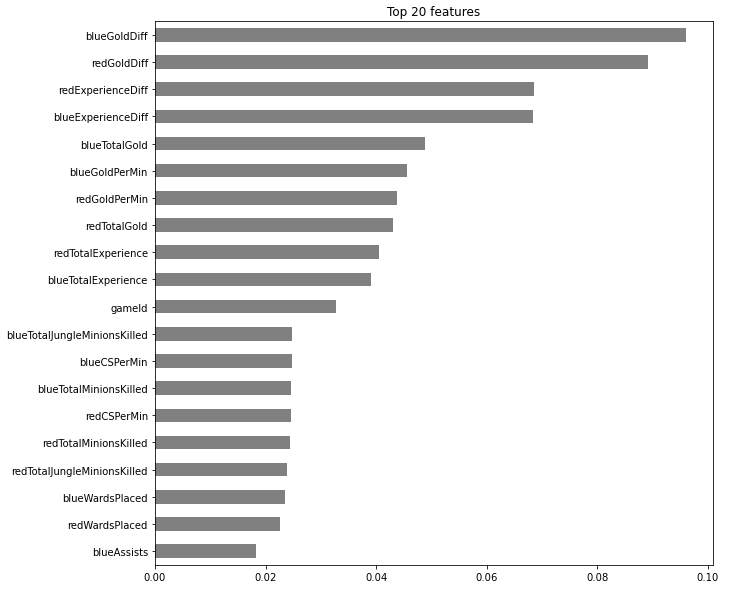 Top 20 features
blueGoldDiff
redGoldDiff
redExperienceDiff
blueExperienceDiff
blueTotalGold
blueGoldPerMin
redGoldPerMin
redTotalGold
redTotalExperience
blueTotalExperience
gameId
blueTotalJungleMinionsKilled
blueCSPerMin
blueTotalMinionsKilled
redCSPerMin
redTotalMinionsKilled
redTotalJungleMinionsKilled
blueWardsPlaced
redWardsPlaced
blueAssists
0.00 0.02 0.04 0.06 0.08 0.10